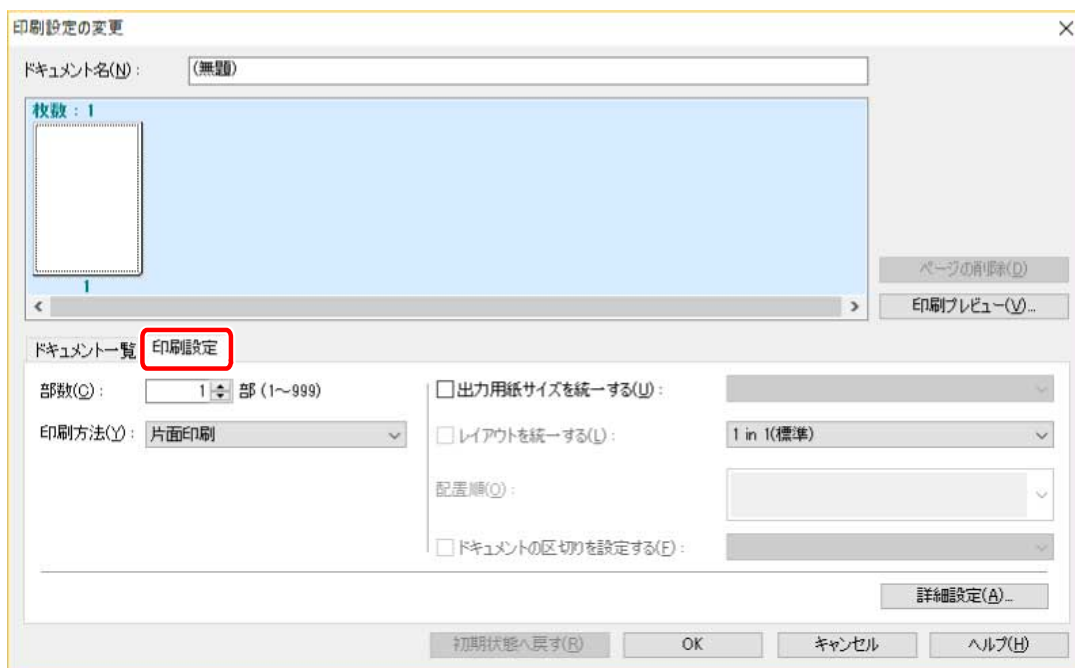 印刷設定の変更
ドキュメント名(N) : (無題)
枚数 : 1
1
ページの削除(D)
印刷プレビュー(V)...
ドキュメント一覧 印刷設定
部数(C) : 1 部 (1～999)
出力用紙サイズを統一する(U) :
印刷方法(Y) : 片面印刷
レイアウトを統一する(L) : 1 in 1(標準)
配置順(O) :
ドキュメントの区切りを設定する(F) :
詳細設定(A)...
初期状態へ戻す(R) OK キャンセル ヘルプ(H)